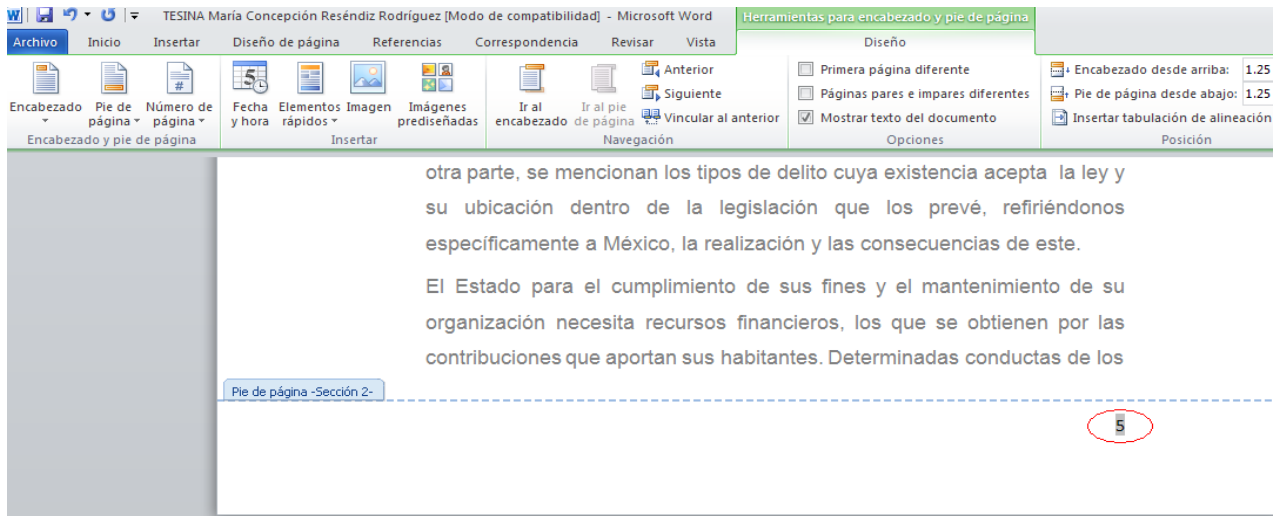 TESINA María Concepción Reséndiz Rodríguez [Modo de compatibilidad] - Microsoft Word
Herramientas para encabezado y pie de página
Archivo Inicio Insertar Diseño de página Referencias Correspondencia Revisar Vista Diseño
Encabezado
Pie de página
Número de página
Encabezado y pie de página
5
Fecha y hora
Elementos rápidos
Imagen
Imágenes prediseñadas
Insertar
Ir al encabezado
Ir al pie de página
Anterior
Siguiente
Vincular al anterior
Navegación
Primera página diferente
Páginas pares e impares diferentes
Mostrar texto del documento
Opciones
Encabezado desde arriba: 1.25
Pie de página desde abajo: 1.25
Insertar tabulación de alineación
Posición
otra parte, se mencionan los tipos de delito cuya existencia acepta la ley y
su ubicación dentro de la legislación que los prevé, refiriéndonos
específicamente a México, la realización y las consecuencias de este.
El Estado para el cumplimiento de sus fines y el mantenimiento de su
organización necesita recursos financieros, los que se obtienen por las
contribuciones que aportan sus habitantes. Determinadas conductas de los
Pie de página -Sección 2-
5